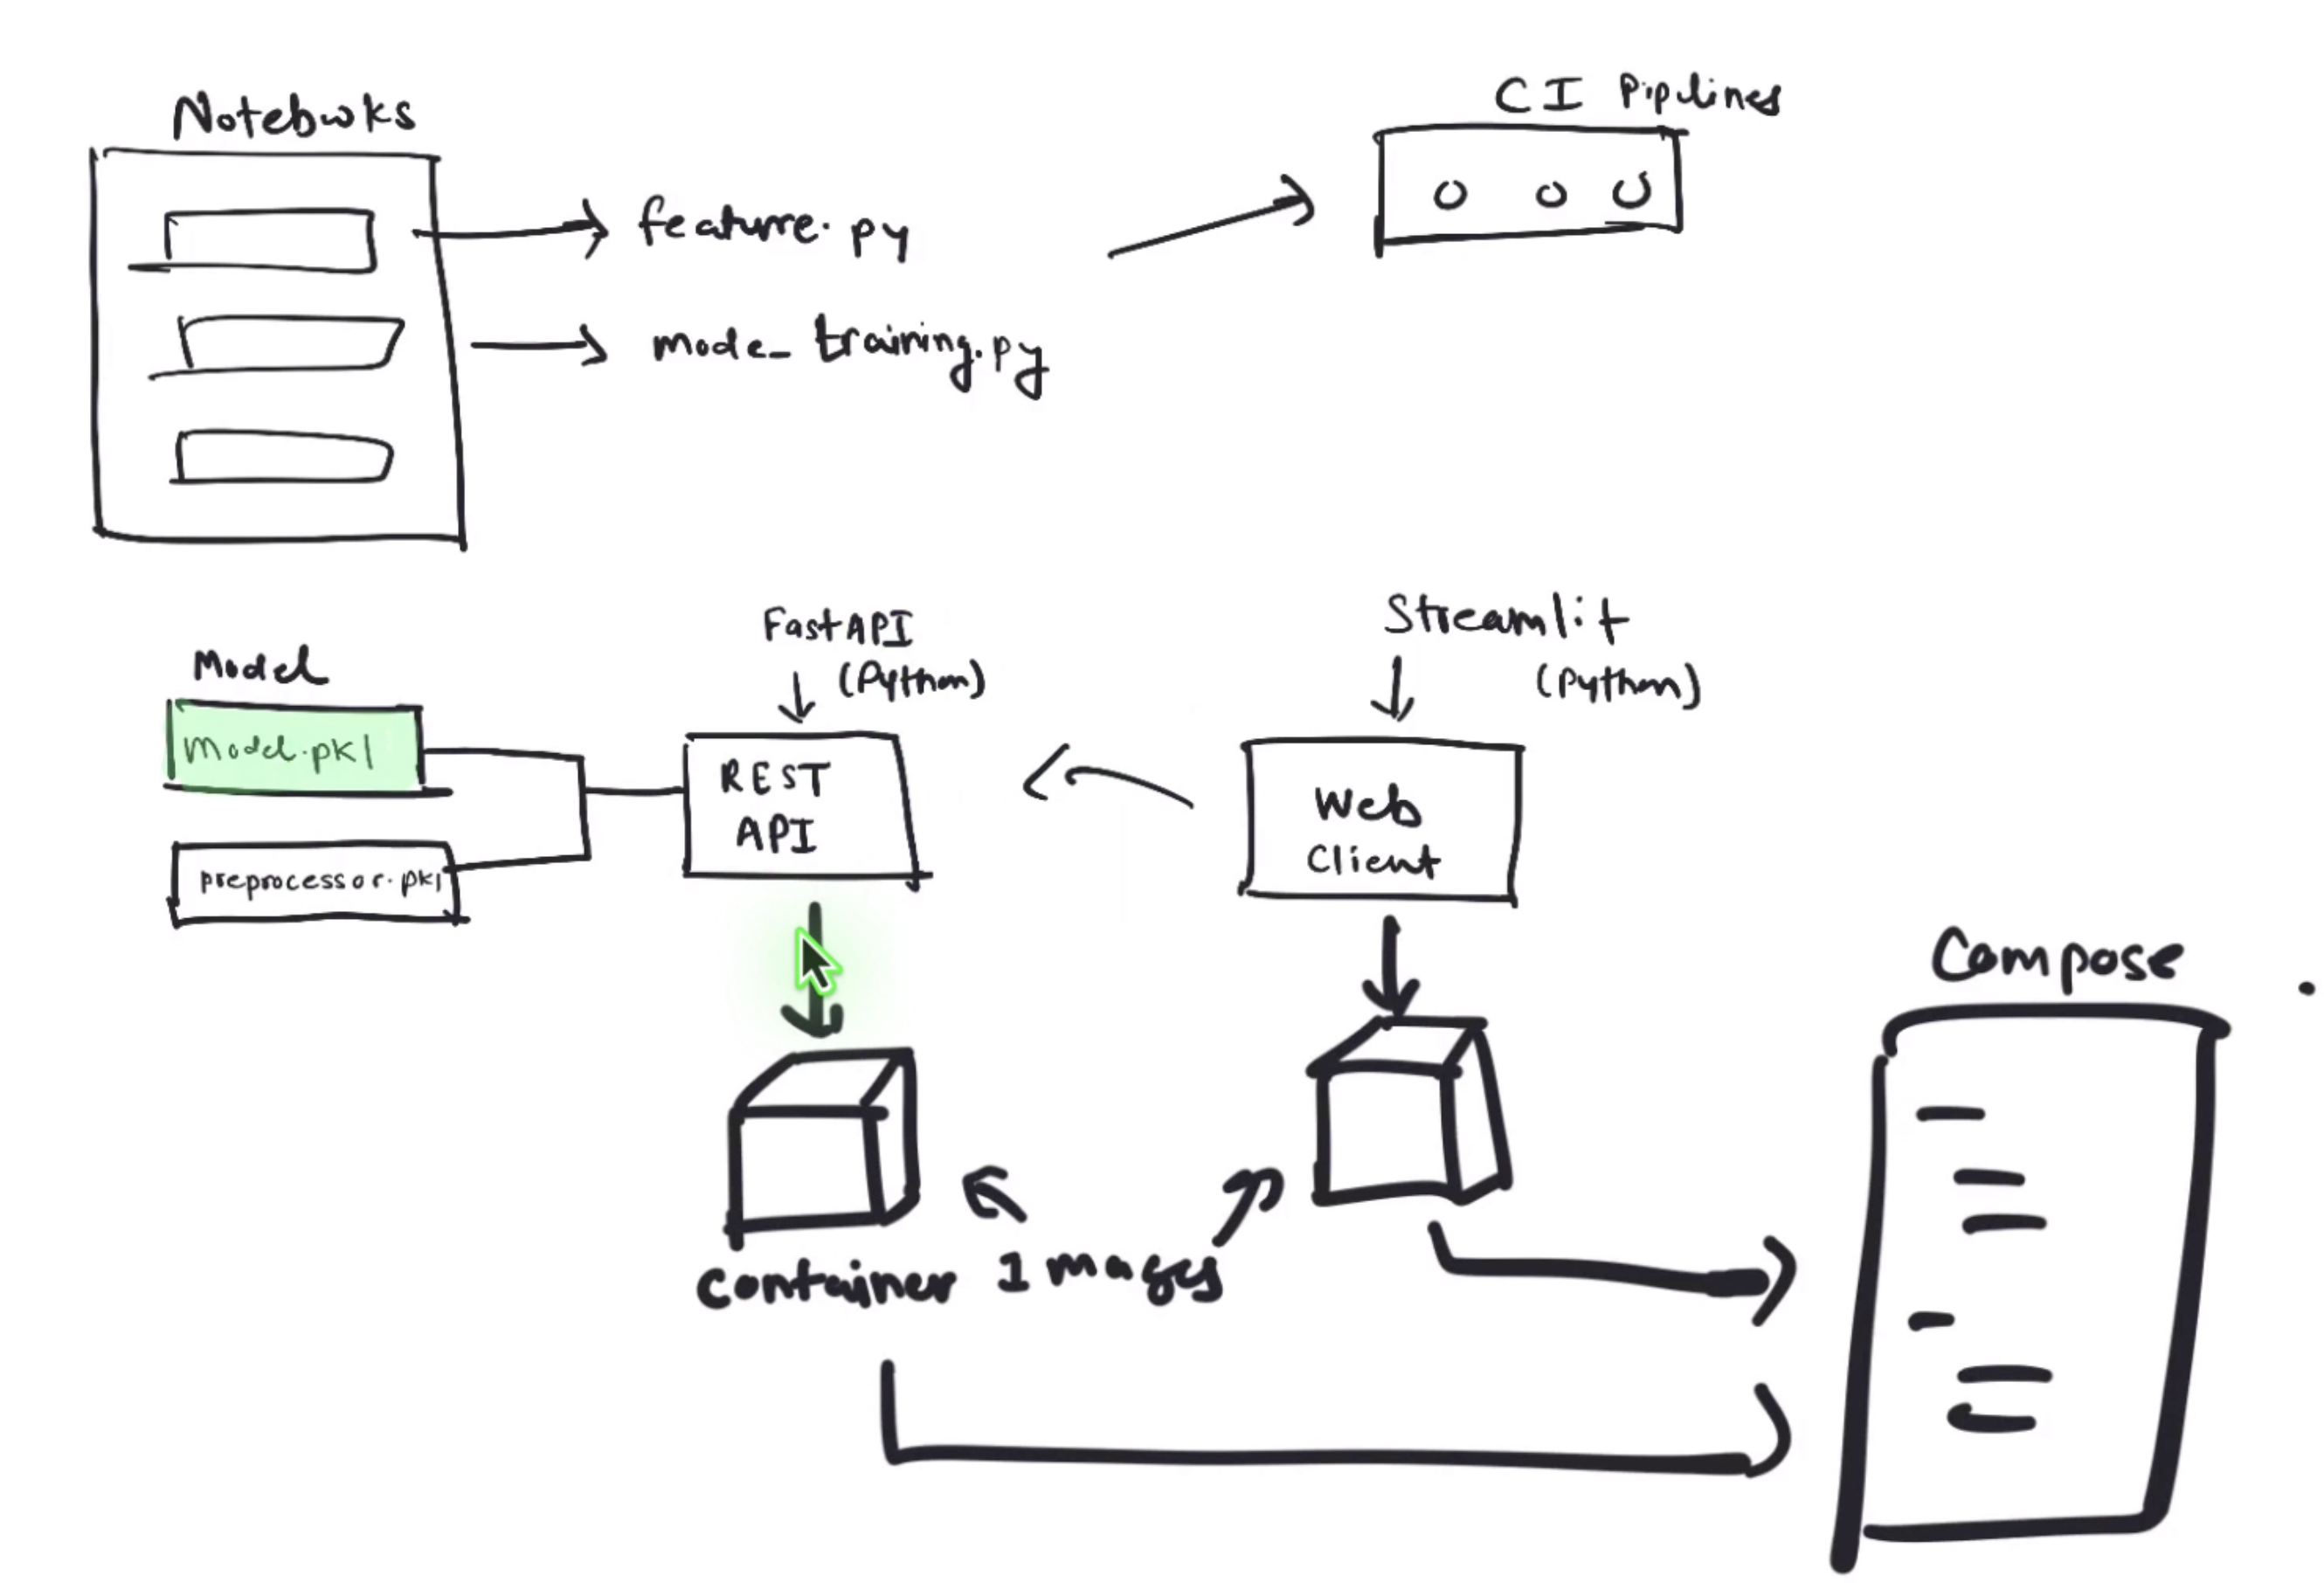 Notebooks
CI Pipelines
feature.py
mode_training.py
FastAPI
(Python)
Streamlit
(Python)
Model
Model.pkl
preprocessor.pkl
REST
API
Web
Client
Compose
Container Images